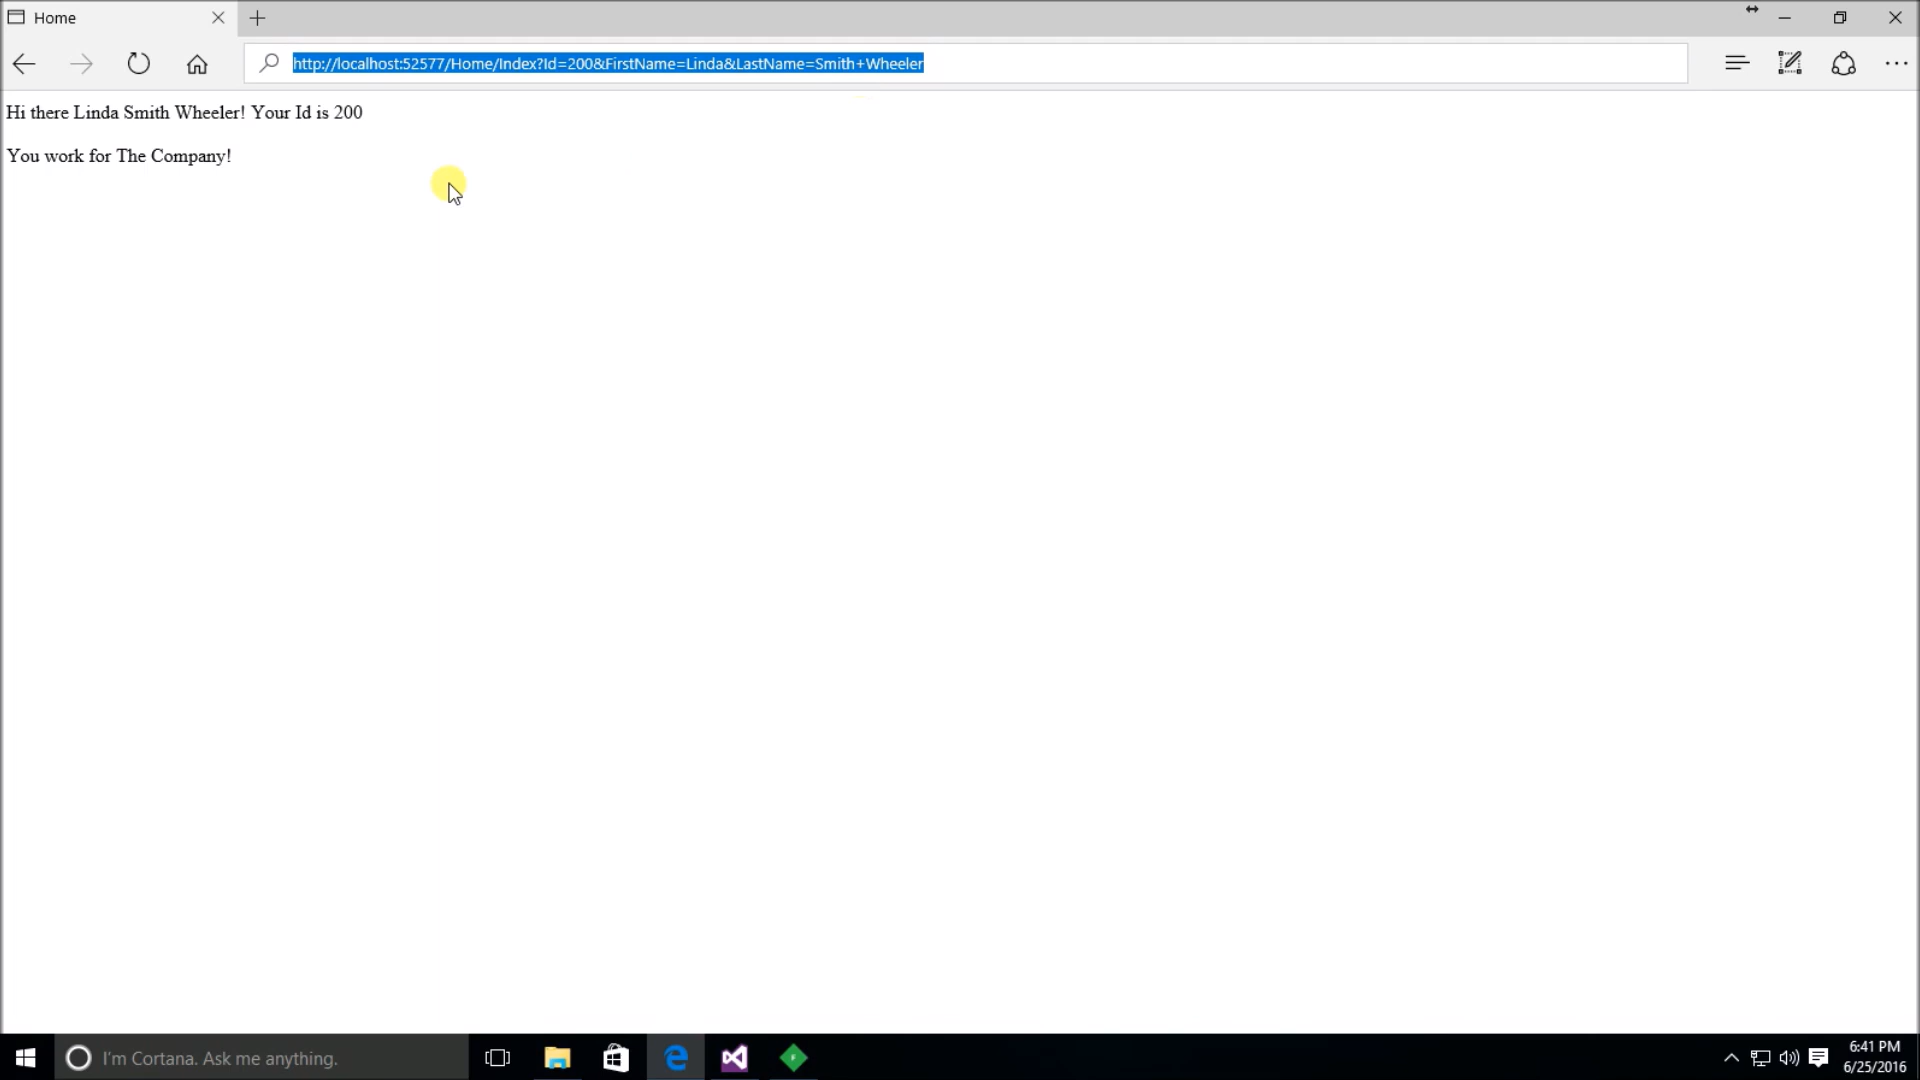 Home
http://localhost:52577/Home/Index?Id=200&FirstName=Linda&LastName=Smith+Wheeler
Hi there Linda Smith Wheeler! Your Id is 200
You work for The Company!
I'm Cortana. Ask me anything.
6:41 PM
6/25/2016